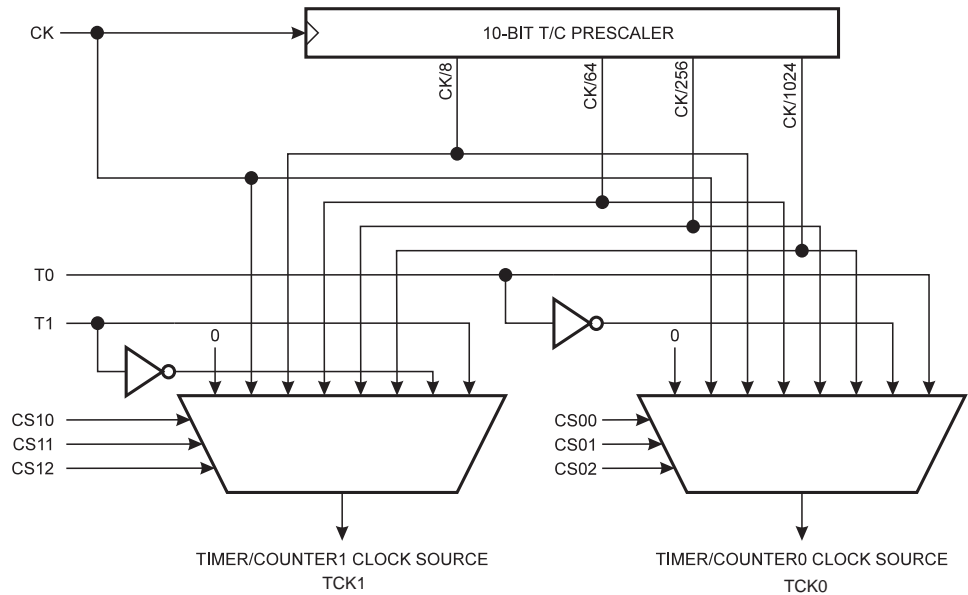 CK
10-BIT T/C PRESCALER
CK/8
CK/64
CK/256
CK/1024
T0
T1
0
0
CS10
CS11
CS12
CS00
CS01
CS02
TIMER/COUNTER1 CLOCK SOURCE
TCK1
TIMER/COUNTER0 CLOCK SOURCE
TCK0